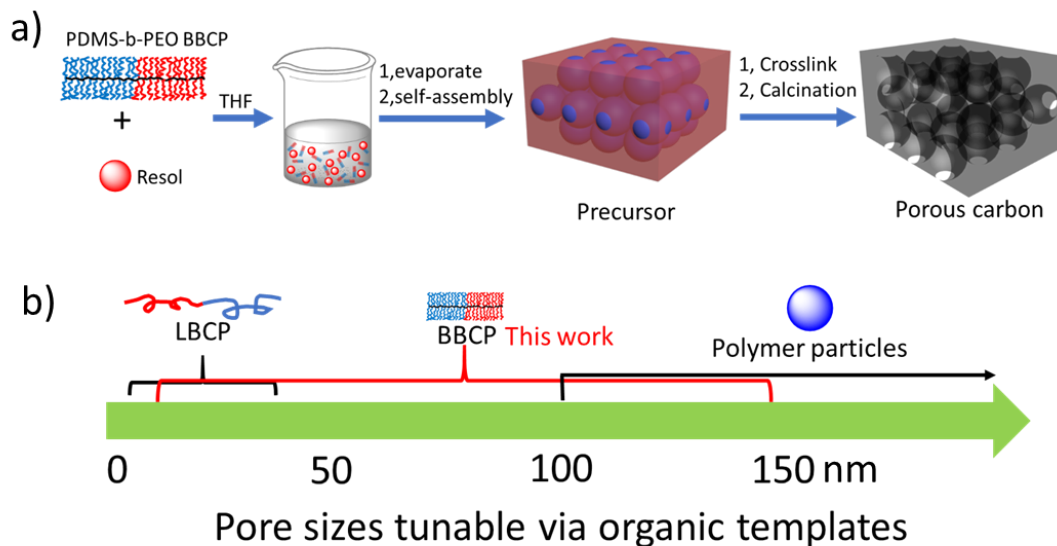 a)
PDMS-b-PEO BBCP
+
Resol
THF
1,evaporate
2,self-assembly
Precursor
1, Crosslink
2, Calcination
Porous carbon
b)
LBCP
BBCP This work
Polymer particles
0 50 100 150 nm
Pore sizes tunable via organic templates